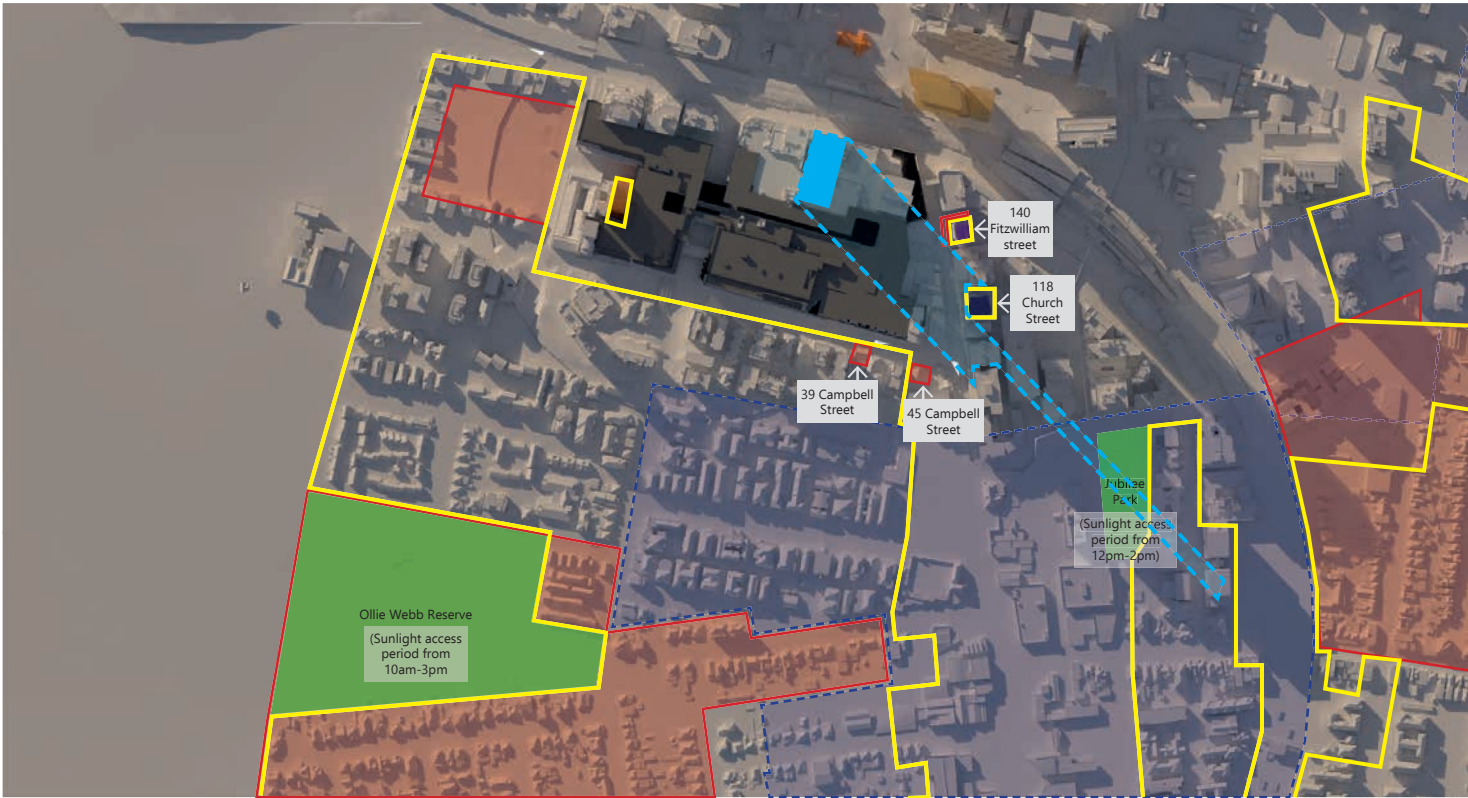 140
Fitzwilliam
street
118
Church
Street
39 Campbell
Street
45 Campbell
Street
Jubilee
Park
(Sunlight access
period from
12pm-2pm)
Ollie Webb Reserve
(Sunlight access
period from
10am-3pm